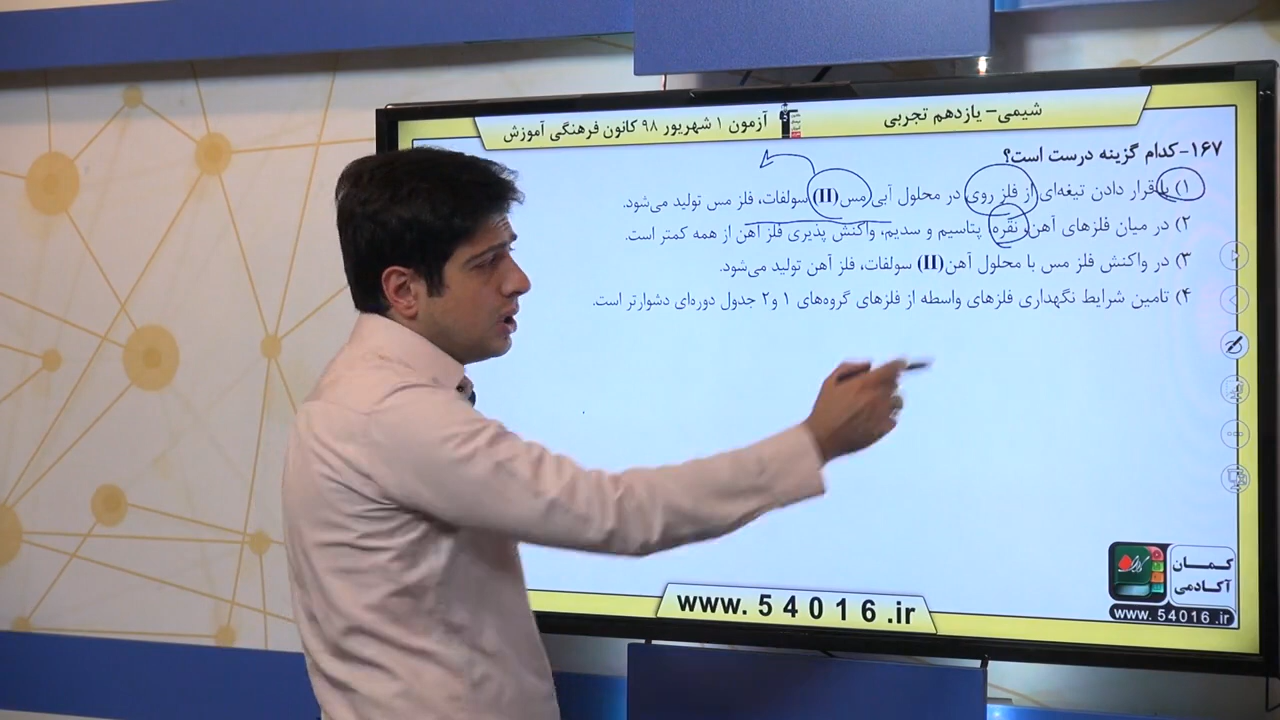 شیمی- یازدهم تجربی
آزمون ۱ شهریور ۹۸ کانون فرهنگی آموزش
۱۶۷-کدام گزینه درست است؟
۱) با قرار دادن تیغه‌ای از فلز روی در محلول آبی مس(II) سولفات، فلز مس تولید می‌شود.
۲) در میان فلزهای آهن، نقره، پتاسیم و سدیم، واکنش پذیری فلز آهن از همه کمتر است.
۳) در واکنش فلز مس با محلول آهن(II) سولفات، فلز آهن تولید می‌شود.
۴) تامین شرایط نگهداری فلزهای واسطه از فلزهای گروه‌های ۱ و۲ جدول دوره‌ای دشوارتر است.
کمان
آکادمی
www. 54016 .ir
www. 54016 .ir